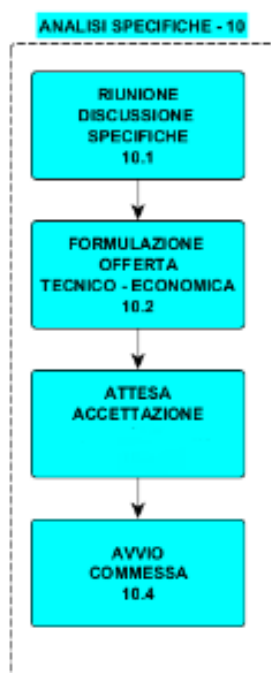 ANALISI SPECIFICHE - 10
RIUNIONE
DISCUSSIONE
SPECIFICHE
10.1
FORMULAZIONE
OFFERTA
TECNICO - ECONOMICA
10.2
ATTESA
ACCETTAZIONE
AVVIO
COMMESSA
10.4